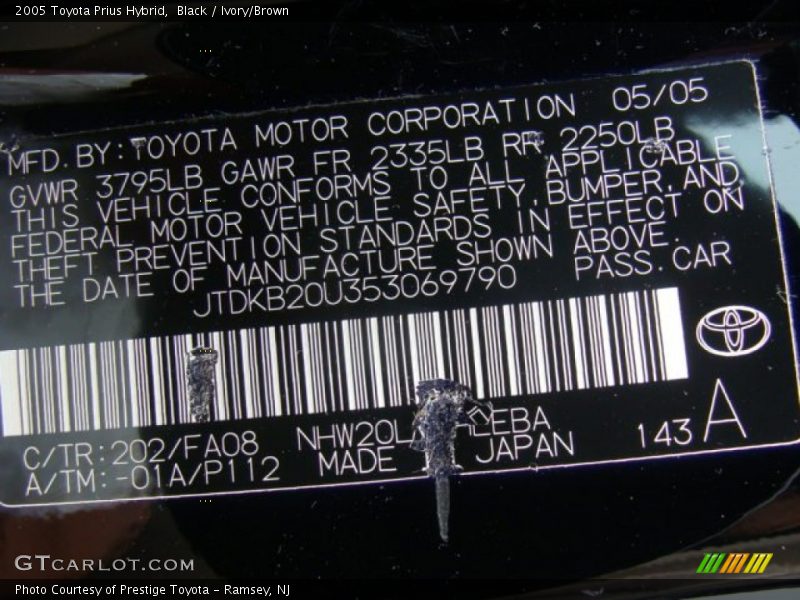 2005 Toyota Prius Hybrid, Black / Ivory/Brown
MFD. BY: TOYOTA MOTOR CORPORATION 05/05
GVWR 3795LB GAWR FR 2335LB RR 2250LB
THIS VEHICLE CONFORMS TO ALL APPLICABLE
FEDERAL MOTOR VEHICLE SAFETY, BUMPER, AND
THEFT PREVENTION STANDARDS IN EFFECT ON
THE DATE OF MANUFACTURE SHOWN ABOVE.
JTDKB20U353069790 PASS. CAR
C/TR: 202/FA08 143 A
A/TM: -01A/P112 MADE JAPAN
GTCARLOT.COM
Photo Courtesy of Prestige Toyota - Ramsey, NJ